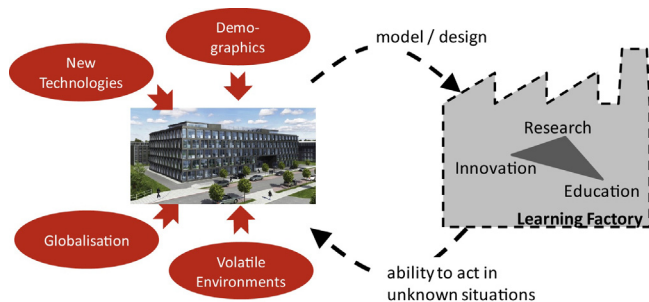 Demo-
graphics
New
Technologies
Globalisation
Volatile
Environments
model / design
Research
Innovation
Education
Learning Factory
ability to act in
unknown situations